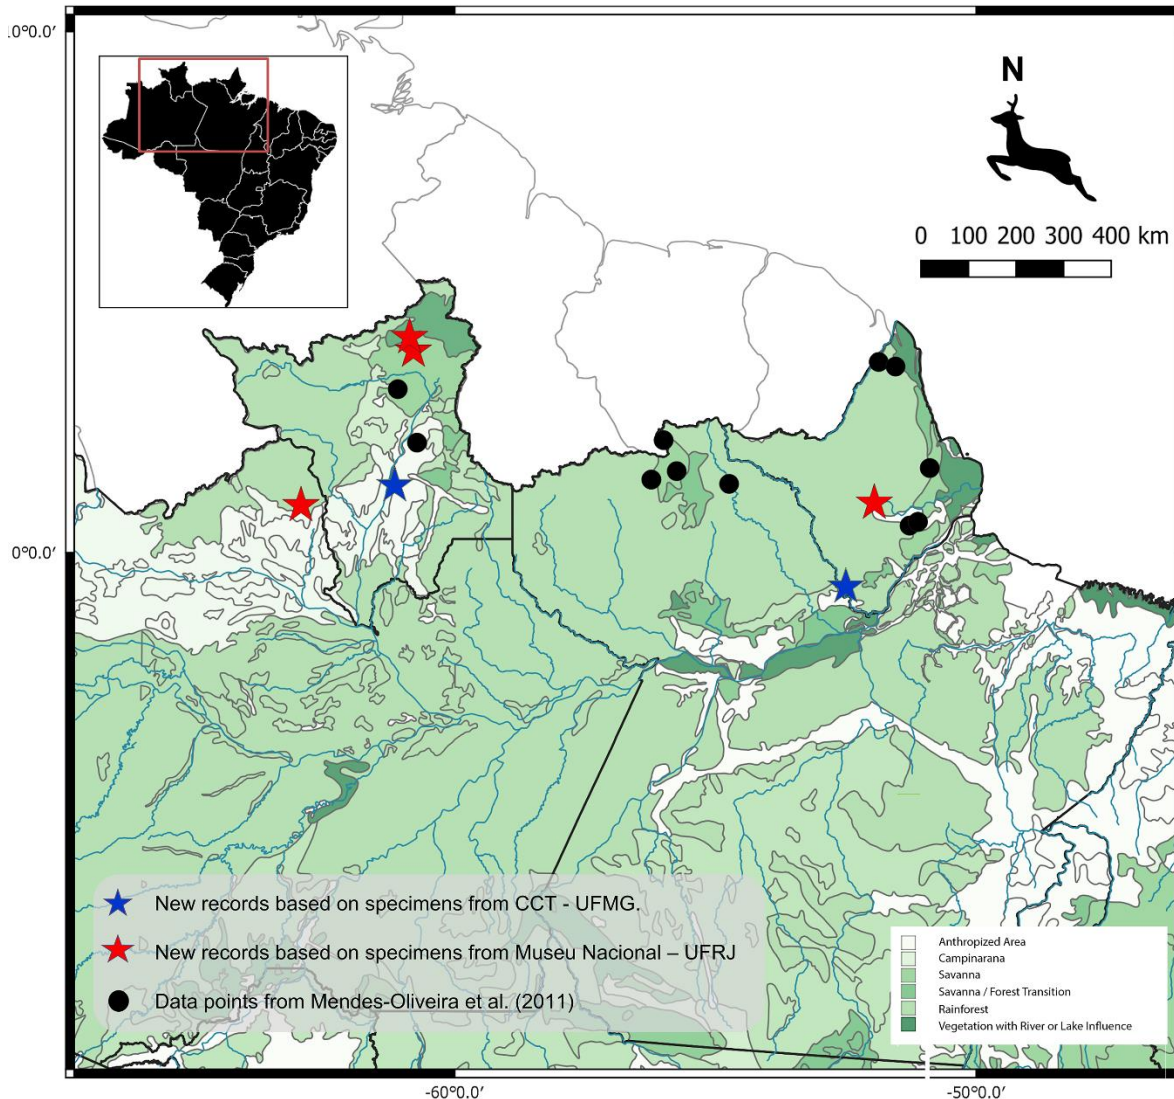 10°0.0′
N
0 100 200 300 400 km
0°0.0′
New records based on specimens from CCT - UFMG.
New records based on specimens from Museu Nacional – UFRJ
Data points from Mendes-Oliveira et al. (2011)
Anthropized Area
Campinarana
Savanna
Savanna / Forest Transition
Rainforest
Vegetation with River or Lake Influence
-60°0.0′
-50°0.0′